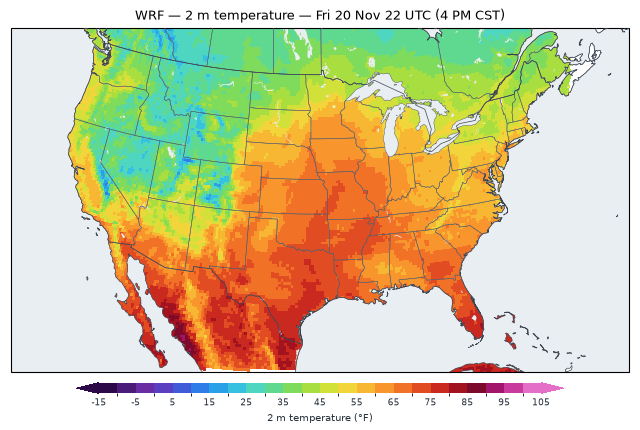 WRF — 2 m temperature — Fri 20 Nov 22 UTC (4 PM CST)
-15 -5 5 15 25 35 45 55 65 75 85 95 105
2 m temperature (°F)